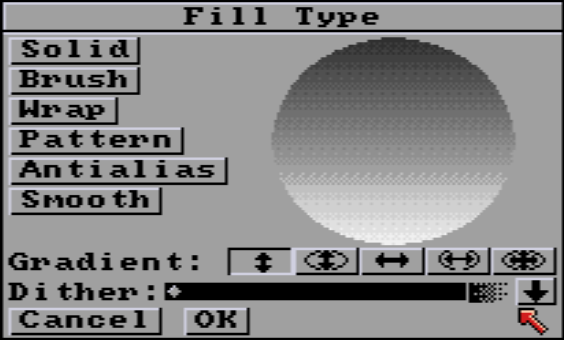 Fill Type
Solid
Brush
Wrap
Pattern
Antialias
Smooth
Gradient:
Dither:
Cancel OK